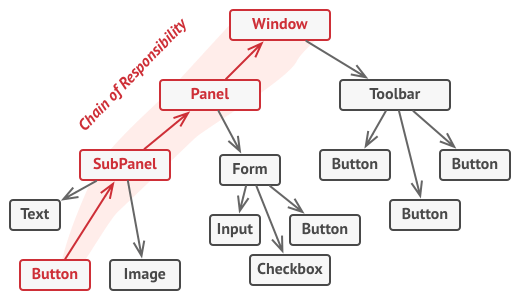 Window
Chain of Responsibility
Panel
Toolbar
SubPanel
Form
Button
Button
Text
Input
Button
Button
Button
Image
Checkbox